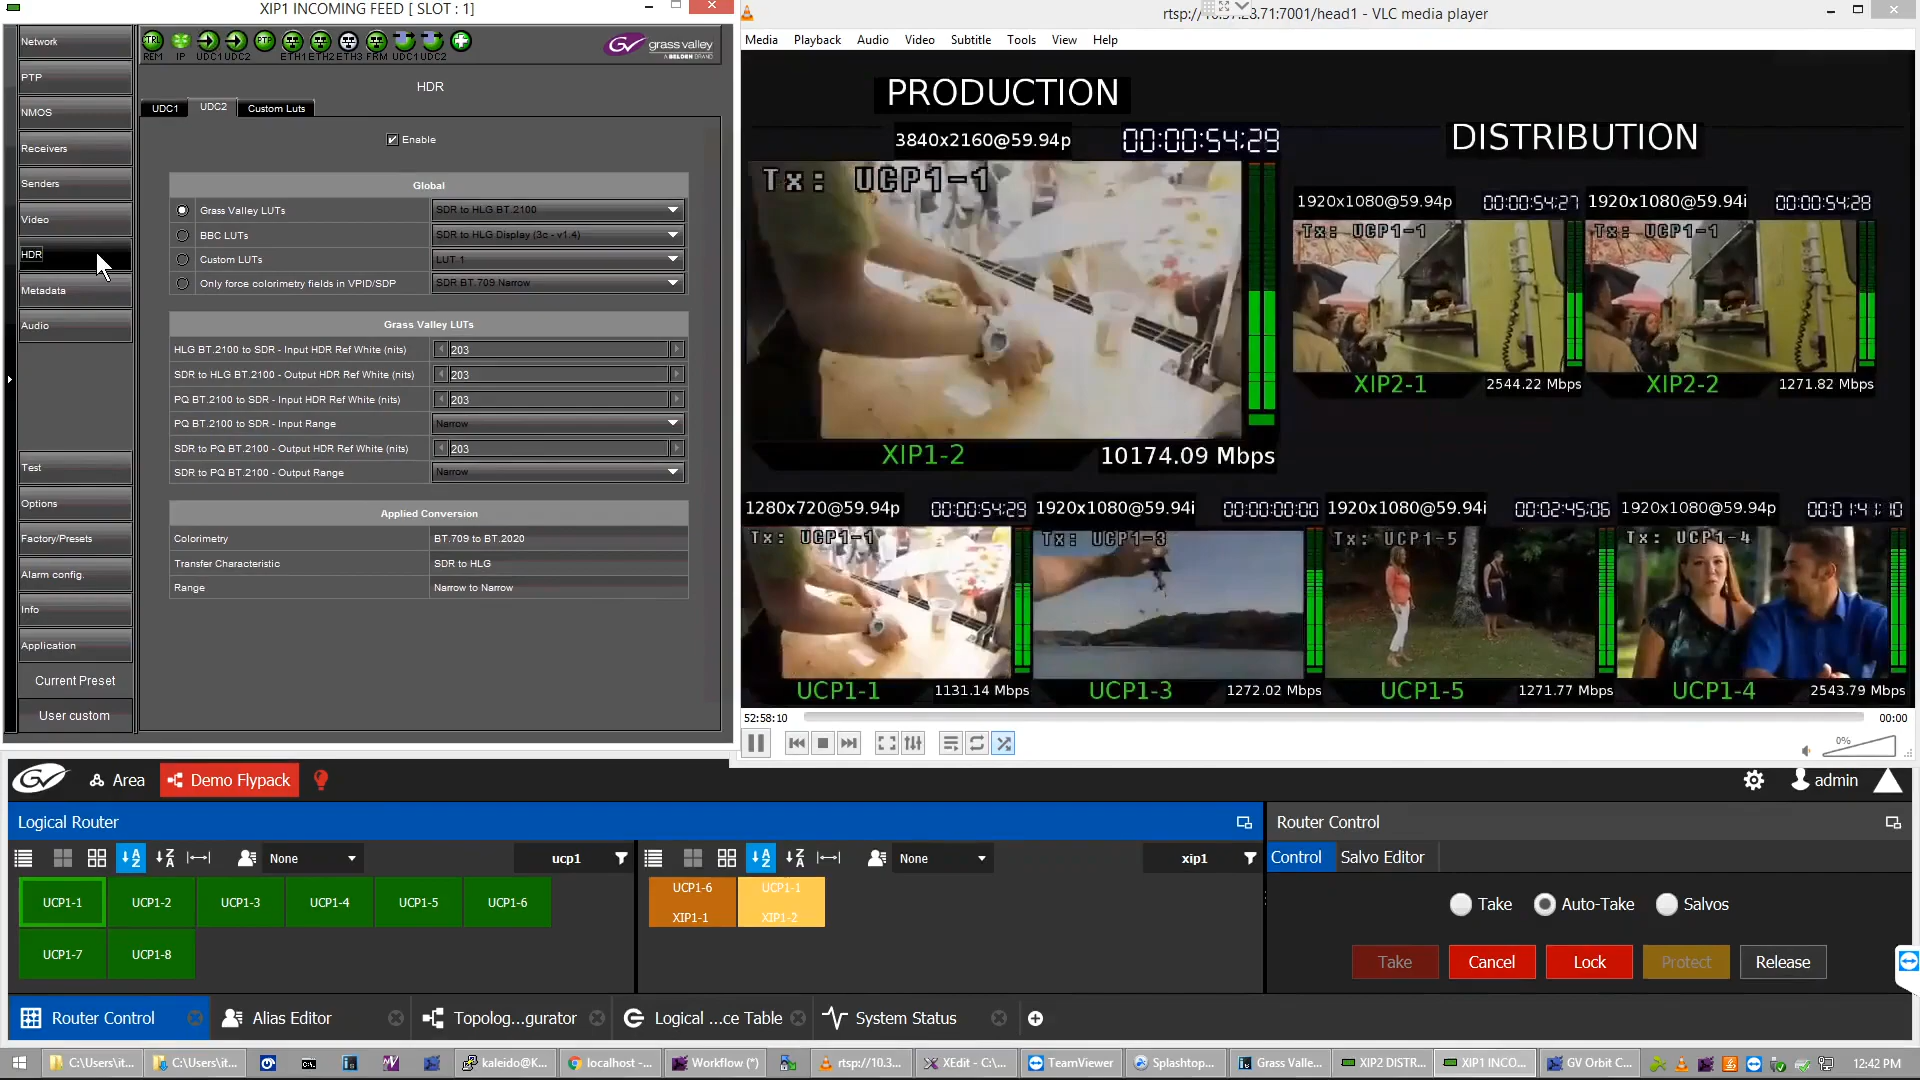 XIP1 INCOMING FEED [ SLOT : 1]
Network
PTP
NMOS
Receivers
Senders
Video
HDR
Metadata
Audio
Test
Options
Factory/Presets
Alarm config.
Info
Application
Current Preset
User custom
CTRL PTP
REM IP UDC1 UDC2 ETH1 ETH2 ETH3 FRM UDC1 UDC2
GV grass valley
A BELDEN BRAND
HDR
UDC1 UDC2 Custom Luts
Enable
Global
Grass Valley LUTs SDR to HLG BT.2100
BBC LUTs SDR to HLG Display (3c - v1.4)
Custom LUTs LUT 1
Only force colorimetry fields in VPID/SDP SDR BT.709 Narrow
Grass Valley LUTs
HLG BT.2100 to SDR - Input HDR Ref White (nits) 203
SDR to HLG BT.2100 - Output HDR Ref White (nits) 203
PQ BT.2100 to SDR - Input HDR Ref White (nits) 203
PQ BT.2100 to SDR - Input Range Narrow
SDR to PQ BT.2100 - Output HDR Ref White (nits) 203
SDR to PQ BT.2100 - Output Range Narrow
Applied Conversion
Colorimetry BT.709 to BT.2020
Transfer Characteristic SDR to HLG
Range Narrow to Narrow
:7001/head1 - VLC media player
Media Playback Audio Video Subtitle Tools View Help
PRODUCTION
3840x2160@59.94p 00:00:54:29
Tx: UCP1-1
XIP1-2 10174.09 Mbps
DISTRIBUTION
1920x1080@59.94p 00:00:54:27 1920x1080@59.94i 00:00:54:28
Tx: UCP1-1 Tx: UCP1-1
XIP2-1 2544.22 Mbps XIP2-2 1271.82 Mbps
1280x720@59.94p 00:00:54:29 1920x1080@59.94i 00:00:00:00 1920x1080@59.94i 00:02:45:06 1920x1080@59.94p 00:01:41:10
Tx: UCP1-1 Tx: UCP1-3 Tx: UCP1-5 Tx: UCP1-4
UCP1-1 1131.14 Mbps UCP1-3 1272.02 Mbps UCP1-5 1271.77 Mbps UCP1-4 2543.79 Mbps
52:58:10 00:00
0%
GV Area Demo Flypack admin
Logical Router
None ucp1 None xip1
UCP1-1 UCP1-2 UCP1-3 UCP1-4 UCP1-5 UCP1-6
UCP1-7 UCP1-8
UCP1-6 UCP1-1
XIP1-1 XIP1-2
Router Control
Control Salvo Editor
Take Auto-Take Salvos
Take Cancel Lock Protect Release
Router Control Alias Editor Topolog...gurator Logical ...ce Table System Status
C:\Users\it... C:\Users\it... kaleido@K... localhost -... Workflow (*) rtsp://10.3... XEdit - C:\... TeamViewer Splashtop... Grass Valle... XIP2 DISTR... XIP1 INCO... GV Orbit C... 12:42 PM